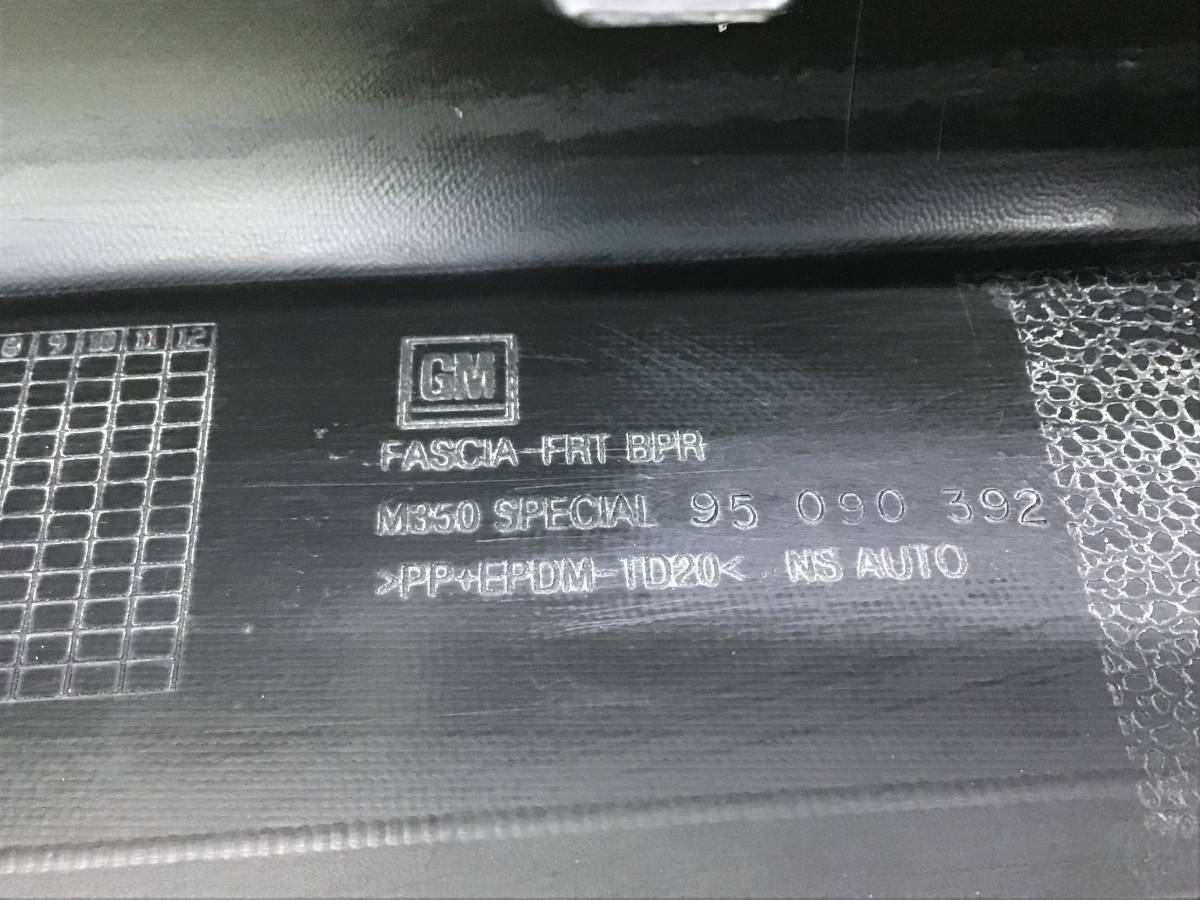 8 9 10 11 12
GM
FASCIA-FRT BPR
M350 SPECIAL 95 090 392
>PP+EPDM-TD20< NS AUTO